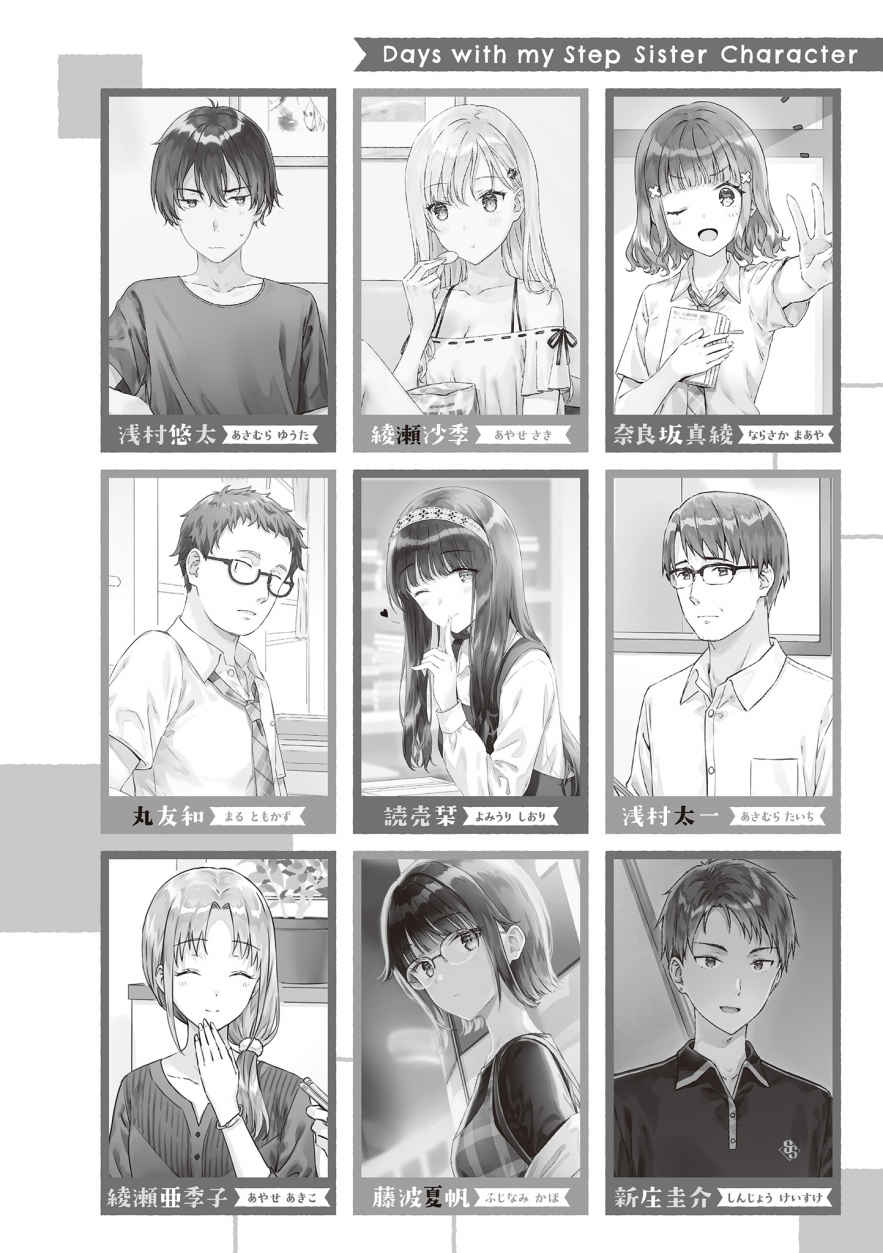 Days with my Step Sister Character
浅村悠太 あさむら ゆうた
綾瀬沙季 あやせ さき
奈良坂真綾 ならさか まあや
丸友和 まる ともかず
読売栞 よみうり しおり
浅村太一 あさむら たいち
綾瀬亜季子 あやせ あきこ
藤波夏帆 ふじなみ かほ
新庄圭介 しんじょう けいすけ